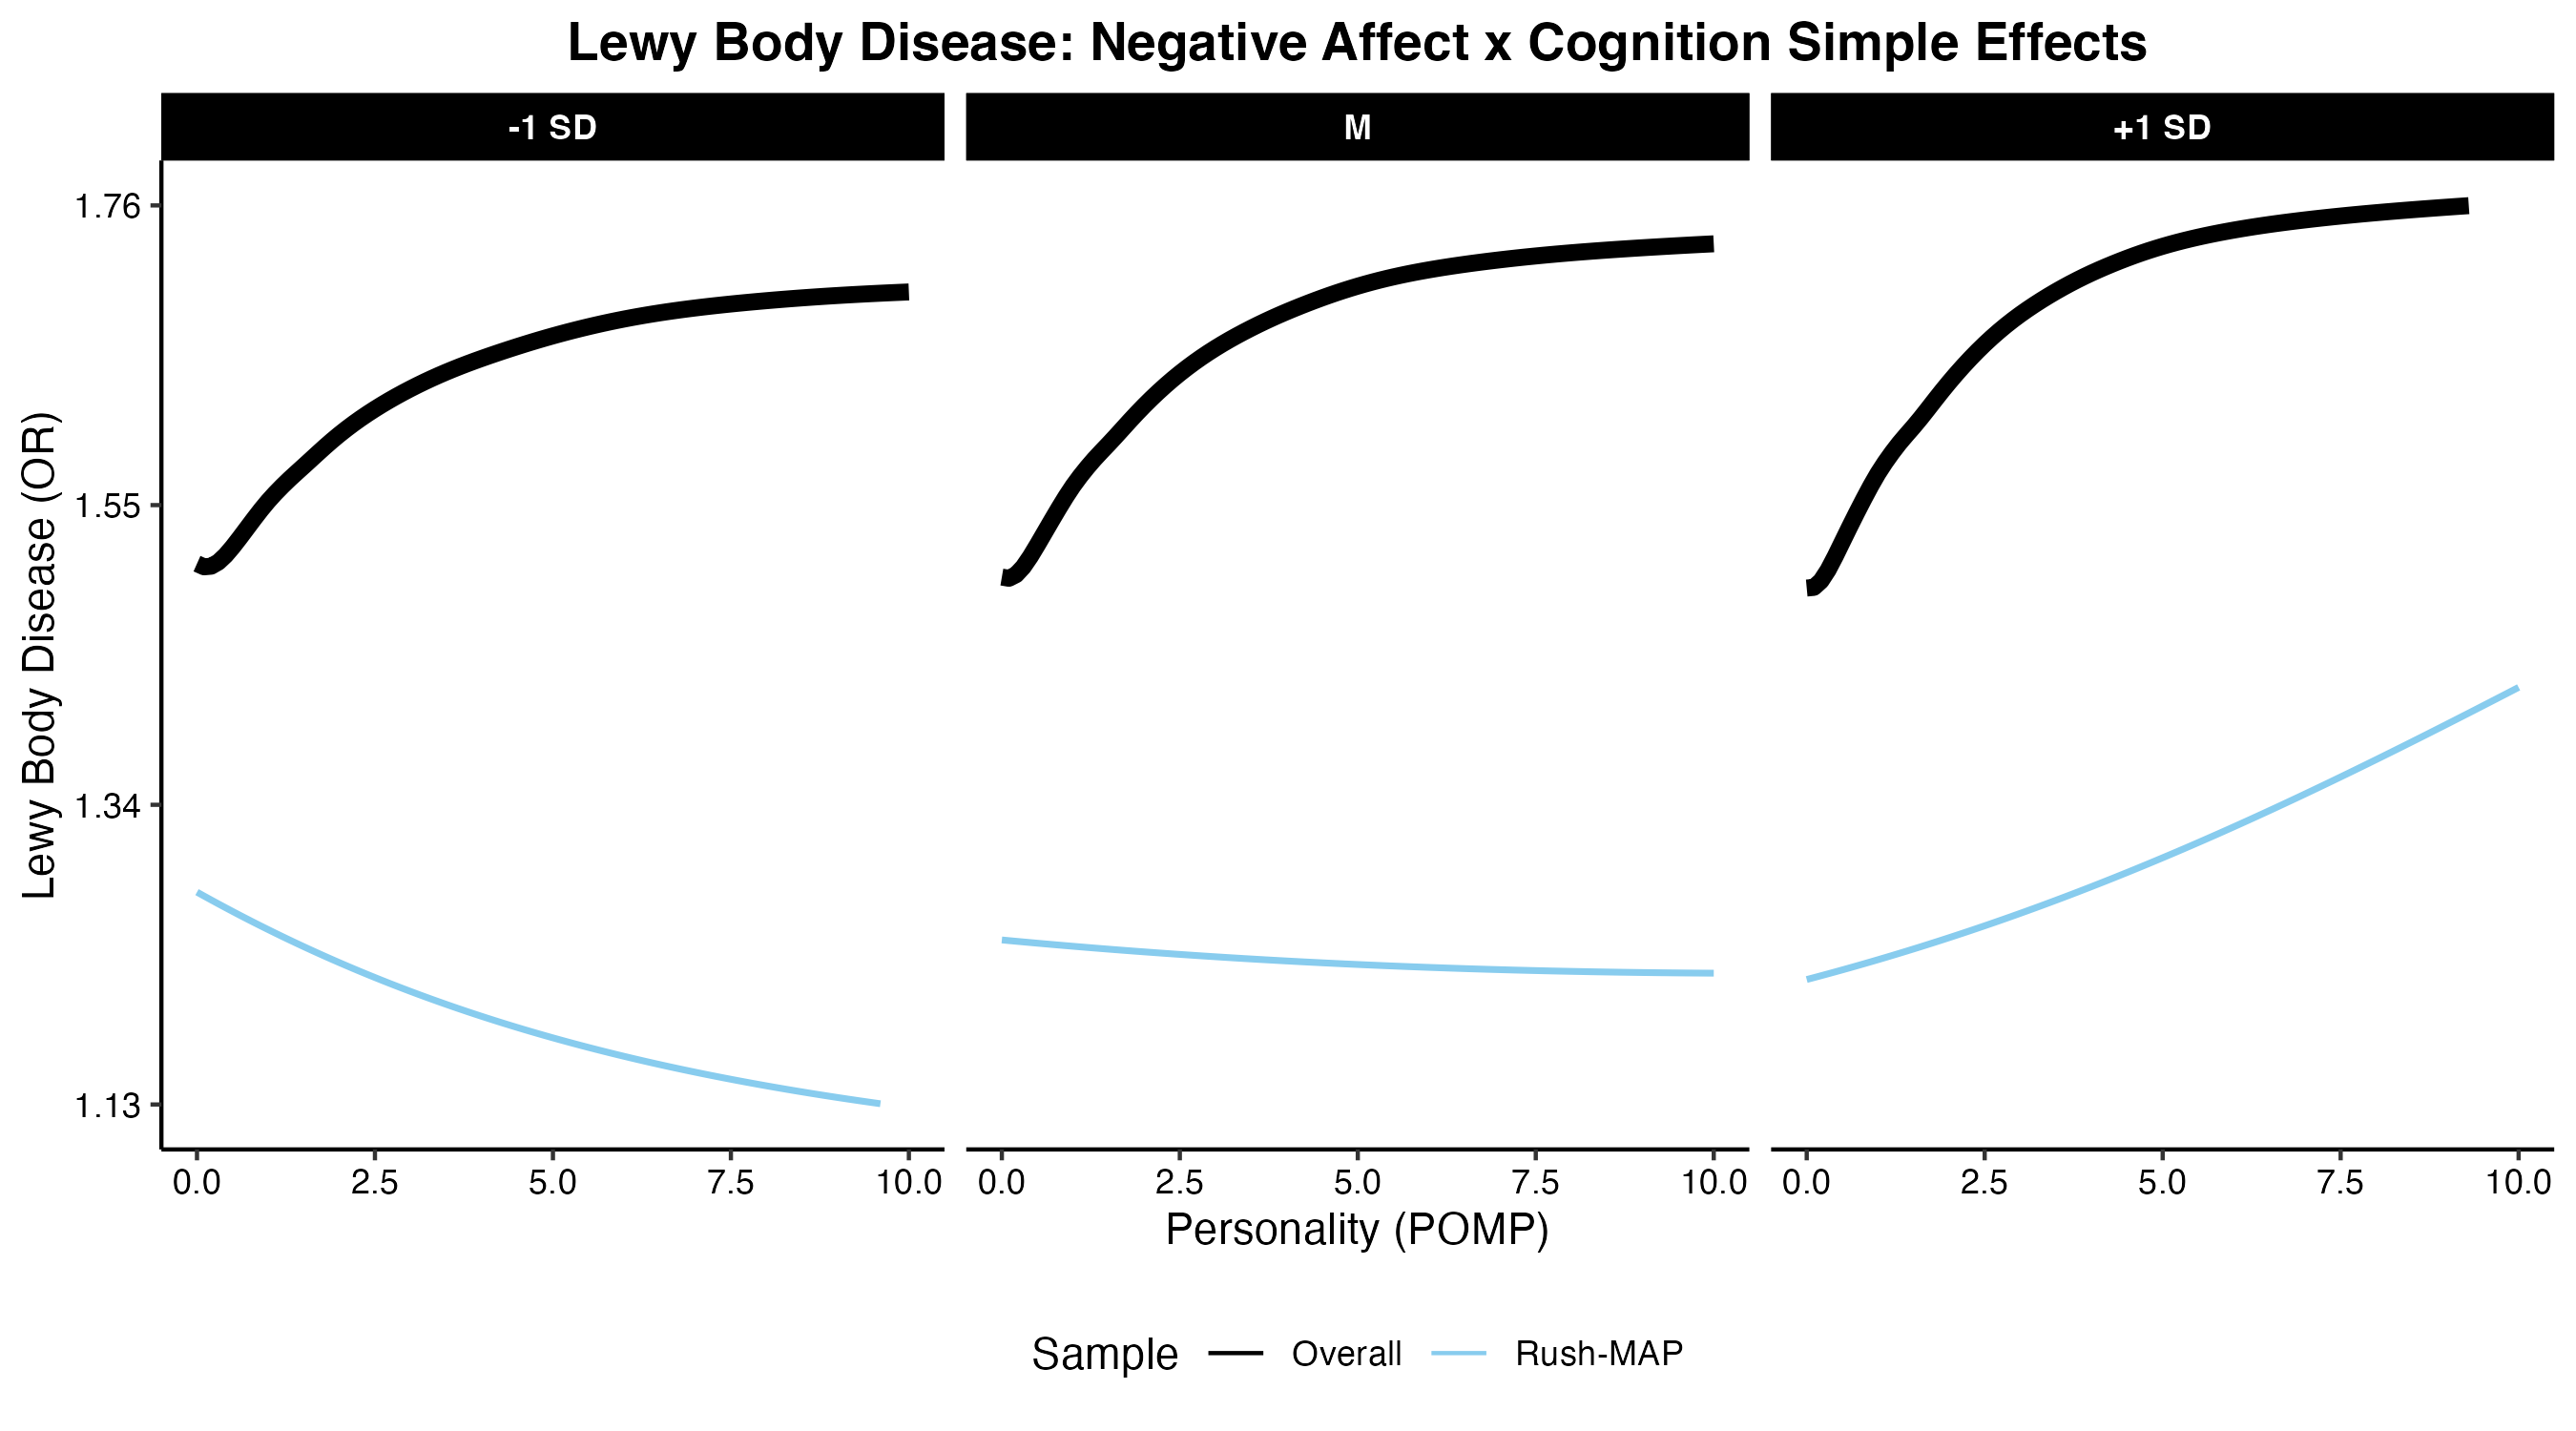 Lewy Body Disease: Negative Affect x Cognition Simple Effects
-1 SD
M
+1 SD
Lewy Body Disease (OR)
1.76
1.55
1.34
1.13
0.0 2.5 5.0 7.5 10.0
0.0 2.5 5.0 7.5 10.0
0.0 2.5 5.0 7.5 10.0
Personality (POMP)
Sample Overall Rush-MAP